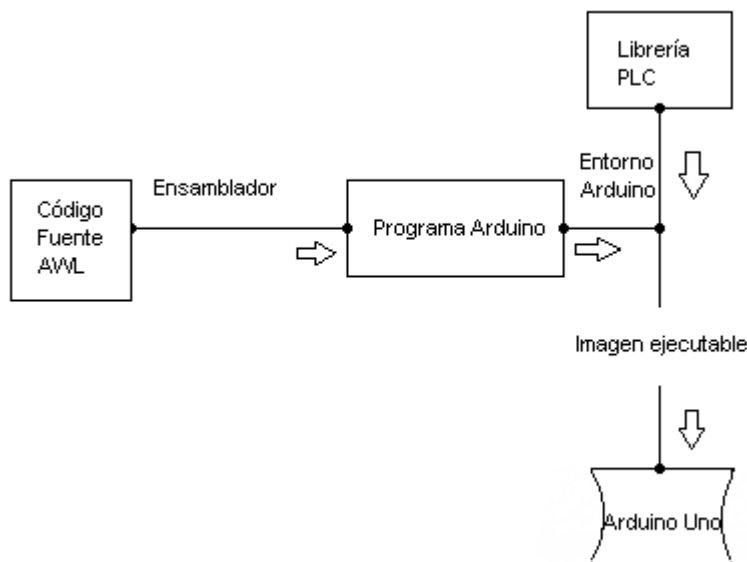 Librería
PLC
Entorno
Arduino
Ensamblador
Código
Fuente
AWL
Programa Arduino
Imagen ejecutable
Arduino Uno